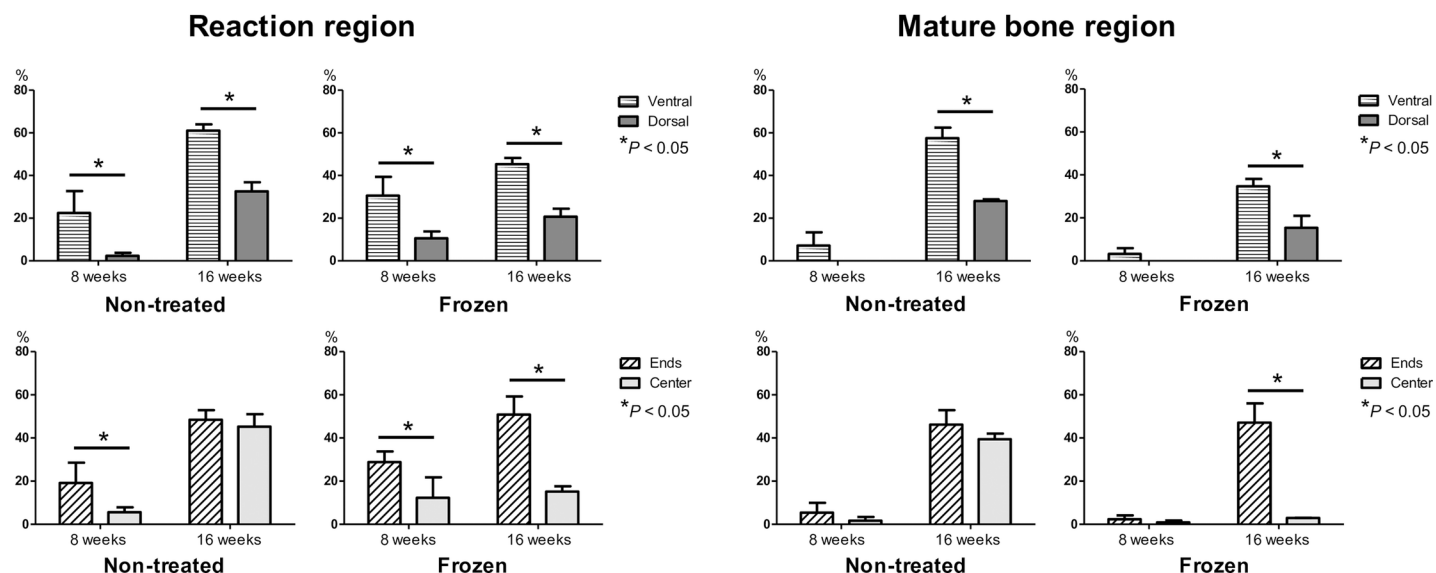 Reaction region
Mature bone region
%
80
60
40
20
0
*
*
8 weeks
16 weeks
Non-treated
%
80
60
40
20
0
*
*
8 weeks
16 weeks
Frozen
Ventral
Dorsal
*P < 0.05
%
80
60
40
20
0
*
8 weeks
16 weeks
Non-treated
%
80
60
40
20
0
*
8 weeks
16 weeks
Frozen
Ventral
Dorsal
*P < 0.05
%
80
60
40
20
0
*
8 weeks
16 weeks
Non-treated
%
80
60
40
20
0
*
*
8 weeks
16 weeks
Frozen
Ends
Center
*P < 0.05
%
80
60
40
20
0
8 weeks
16 weeks
Non-treated
%
80
60
40
20
0
*
8 weeks
16 weeks
Frozen
Ends
Center
*P < 0.05